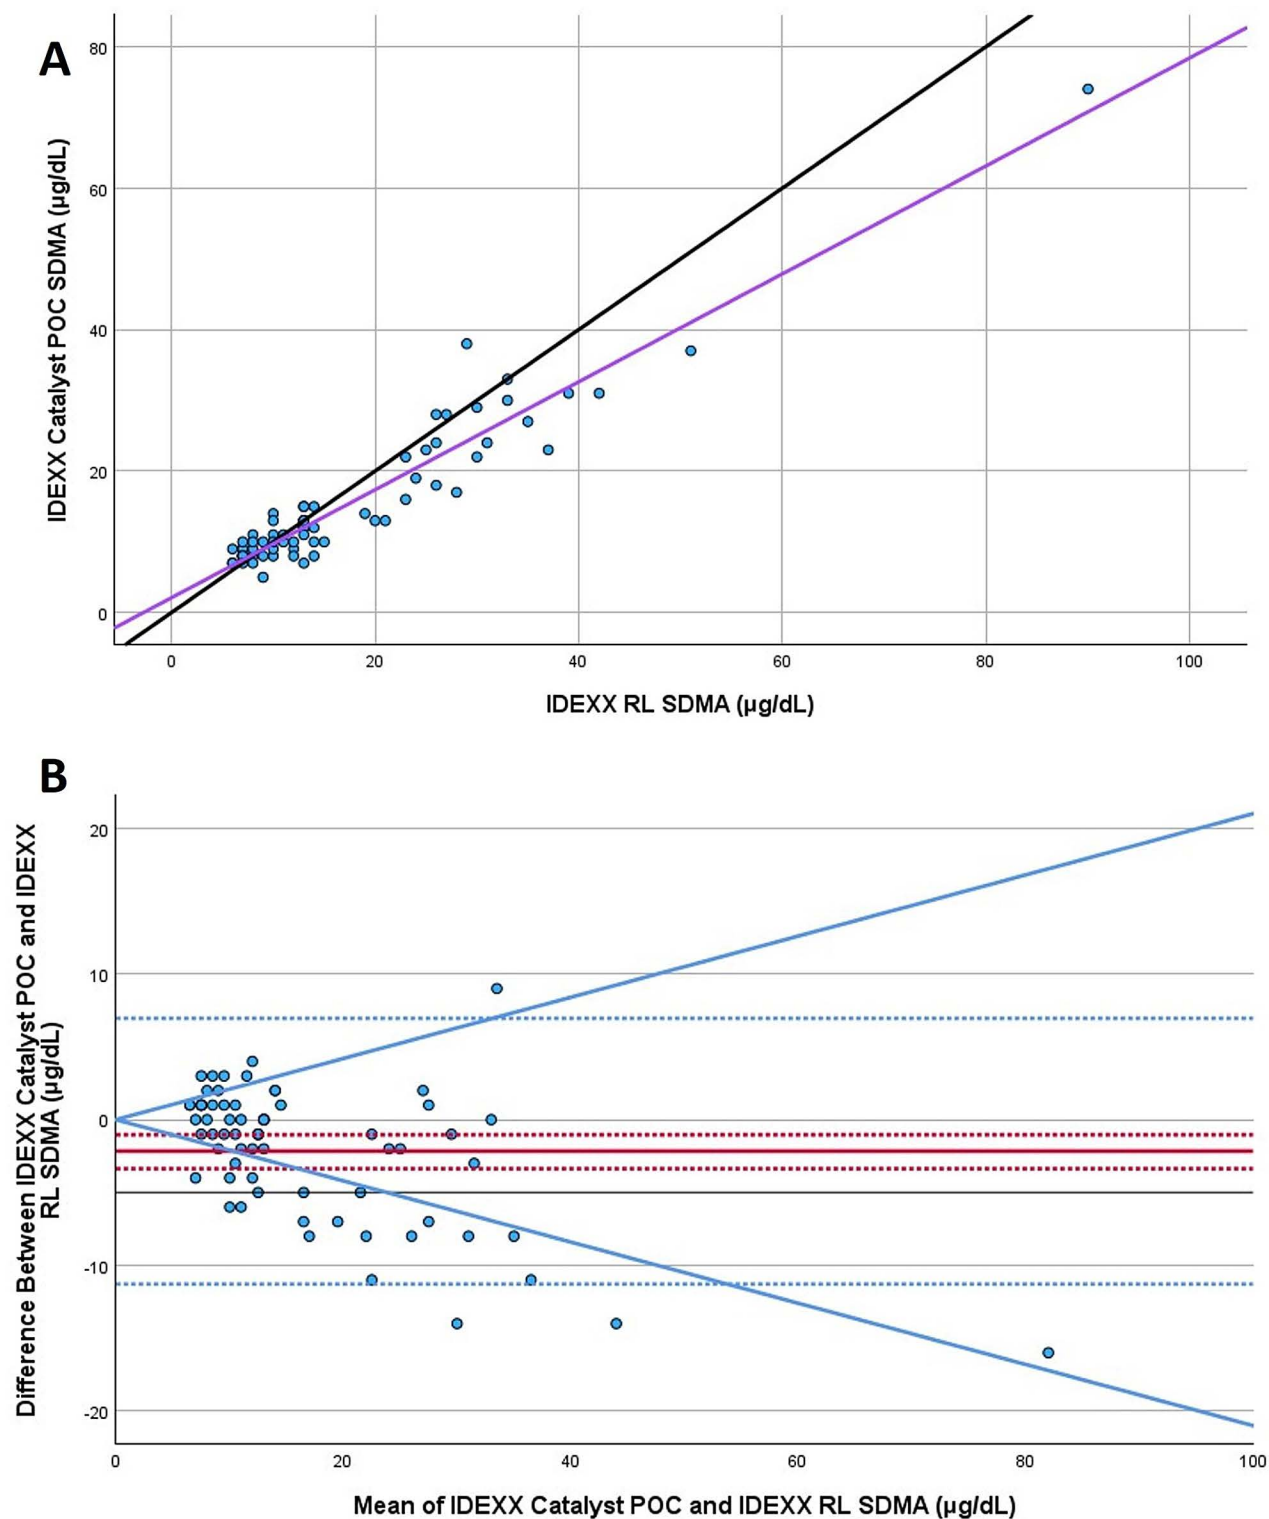 A
80
60
40
20
0
IDEXX Catalyst POC SDMA (µg/dL)
0 20 40 60 80 100
IDEXX RL SDMA (µg/dL)
B
20
10
0
-10
-20
Difference Between IDEXX Catalyst POC and IDEXX
RL SDMA (µg/dL)
0 20 40 60 80 100
Mean of IDEXX Catalyst POC and IDEXX RL SDMA (µg/dL)